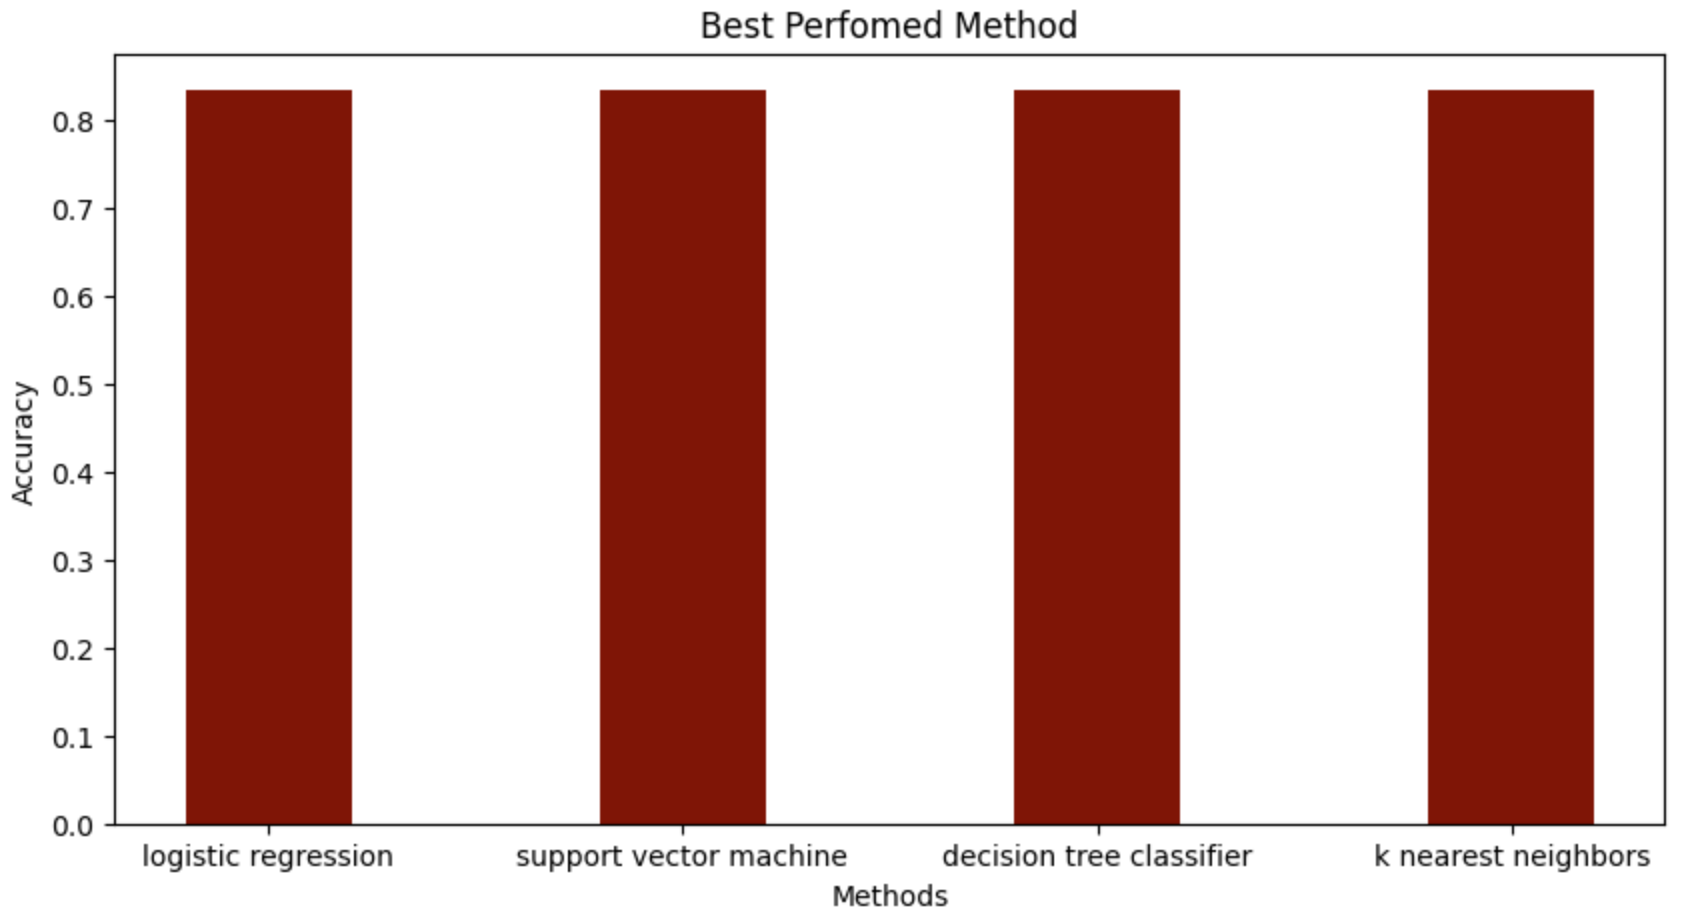 Best Perfomed Method
Accuracy
0.8
0.7
0.6
0.5
0.4
0.3
0.2
0.1
0.0
logistic regression
support vector machine
decision tree classifier
k nearest neighbors
Methods